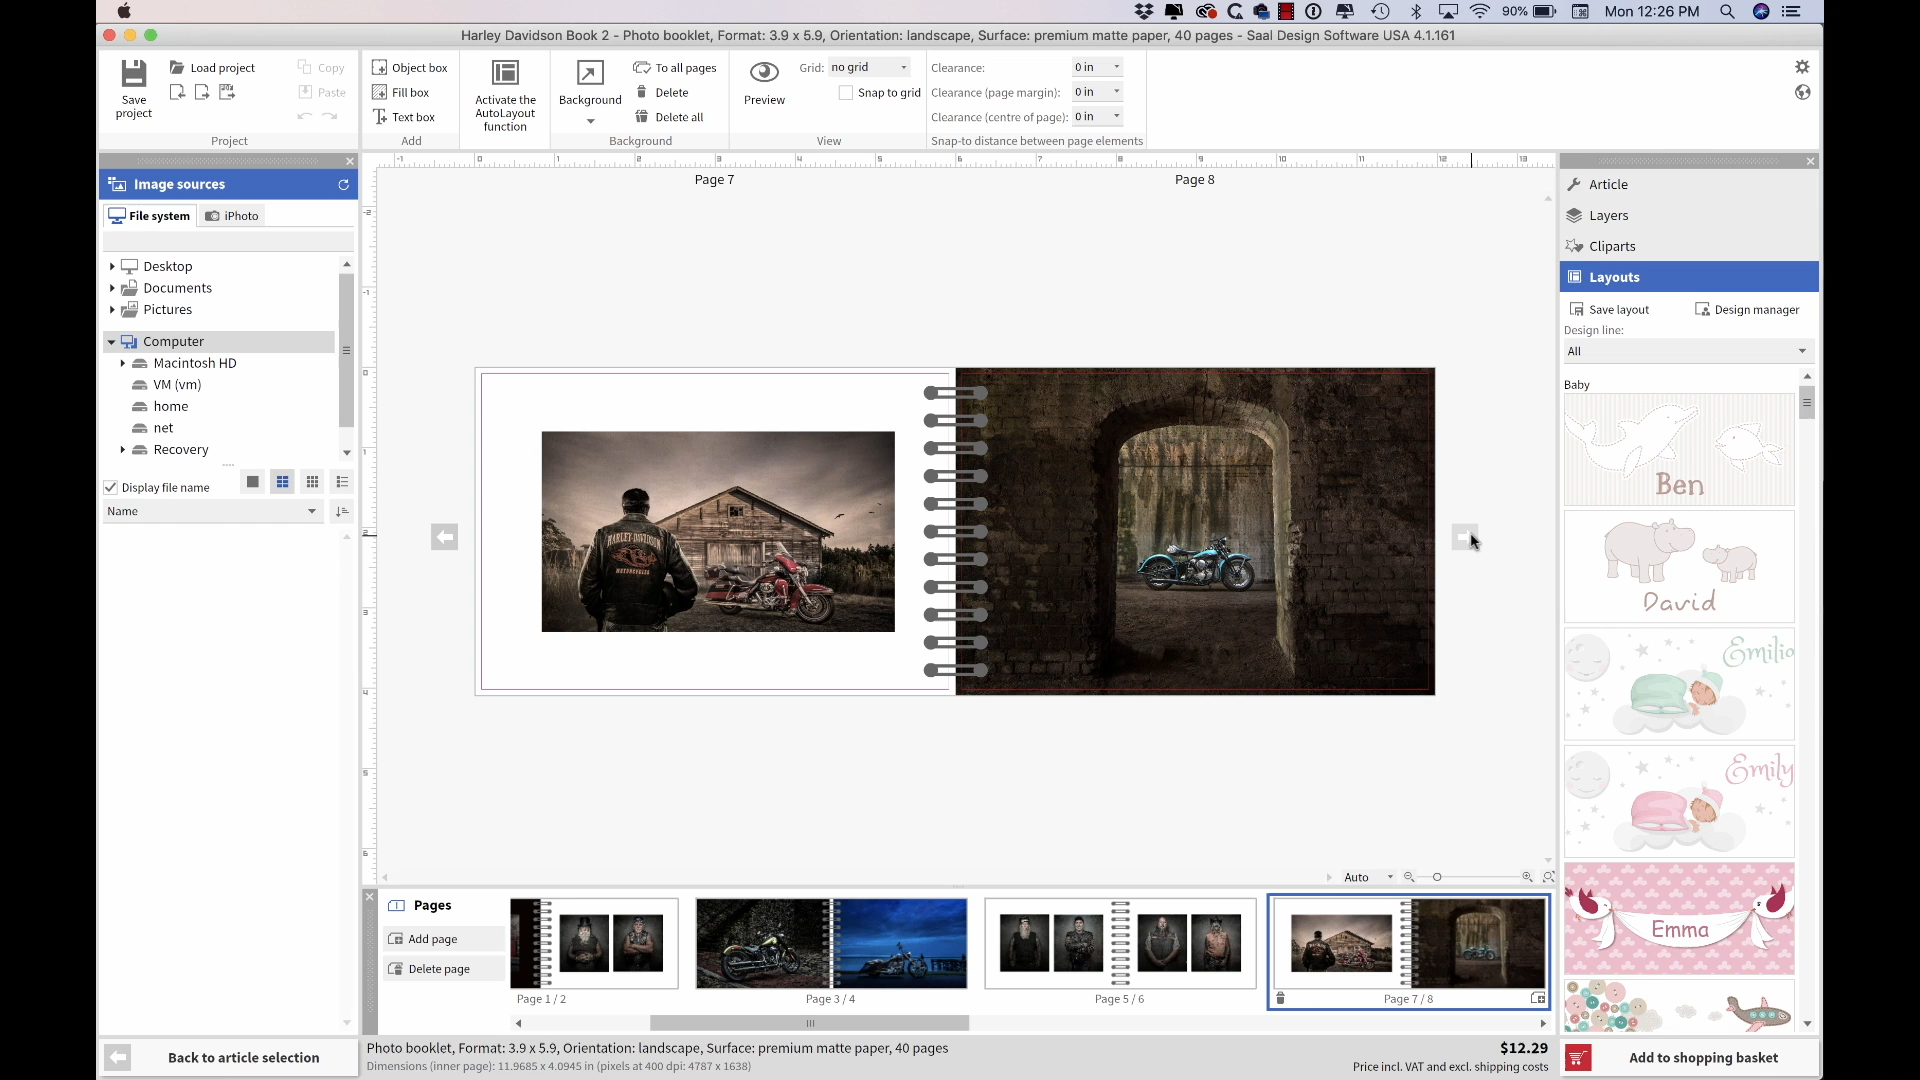 90%
Mon 12:26 PM
Harley Davidson Book 2 - Photo booklet, Format: 3.9 x 5.9, Orientation: landscape, Surface: premium matte paper, 40 pages - Saal Design Software USA 4.1.161
Save project
Load project
Copy
Paste
Project
Object box
Fill box
Text box
Add
Activate the AutoLayout function
Background
To all pages
Delete
Delete all
Background
Preview
Grid: no grid
Snap to grid
View
Clearance: 0 in
Clearance (page margin): 0 in
Clearance (centre of page): 0 in
Snap-to distance between page elements
Image sources
File system
iPhoto
Desktop
Documents
Pictures
Computer
Macintosh HD
VM (vm)
home
net
Recovery
Display file name
Name
Page 7
Page 8
HARLEY-DAVIDSON
MOTORCYCLES
Article
Layers
Cliparts
Layouts
Save layout
Design manager
Design line:
All
Baby
Ben
David
Emilio
Emily
Emma
Auto
Pages
Add page
Delete page
Page 1 / 2
Page 3 / 4
Page 5 / 6
Page 7 / 8
Back to article selection
Photo booklet, Format: 3.9 x 5.9, Orientation: landscape, Surface: premium matte paper, 40 pages
Dimensions (inner page): 11.9685 x 4.0945 in (pixels at 400 dpi: 4787 x 1638)
$12.29
Price incl. VAT and excl. shipping costs
Add to shopping basket